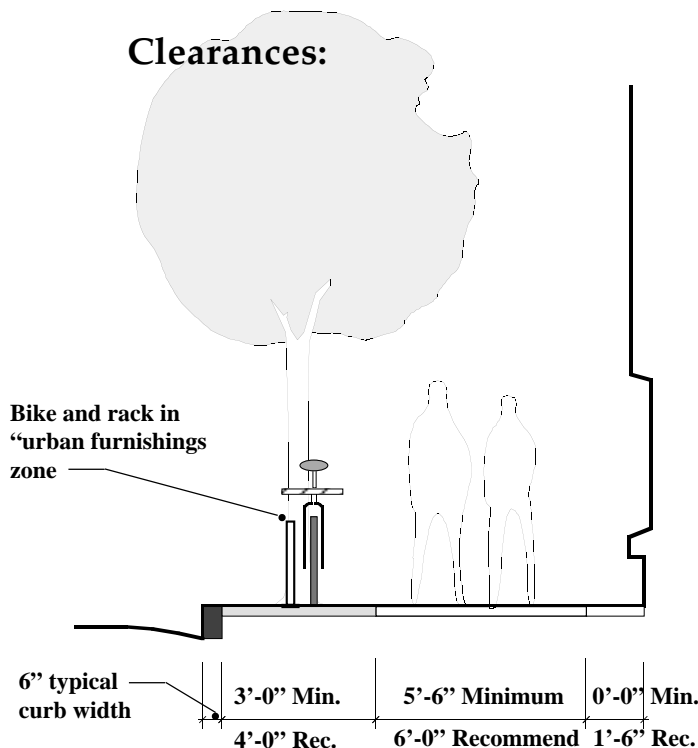 Clearances:
Bike and rack in
“urban furnishings
zone
6” typical
curb width
3’-0” Min.
5’-6” Minimum
0’-0” Min.
4’-0” Rec.
6’-0” Recommend
1’-6” Rec.